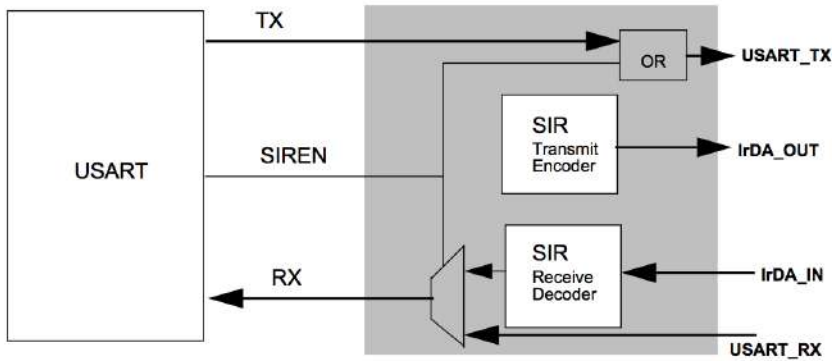 TX
OR
USART_TX
SIR
Transmit
Encoder
IrDA_OUT
USART
SIREN
SIR
Receive
Decoder
RX
IrDA_IN
USART_RX